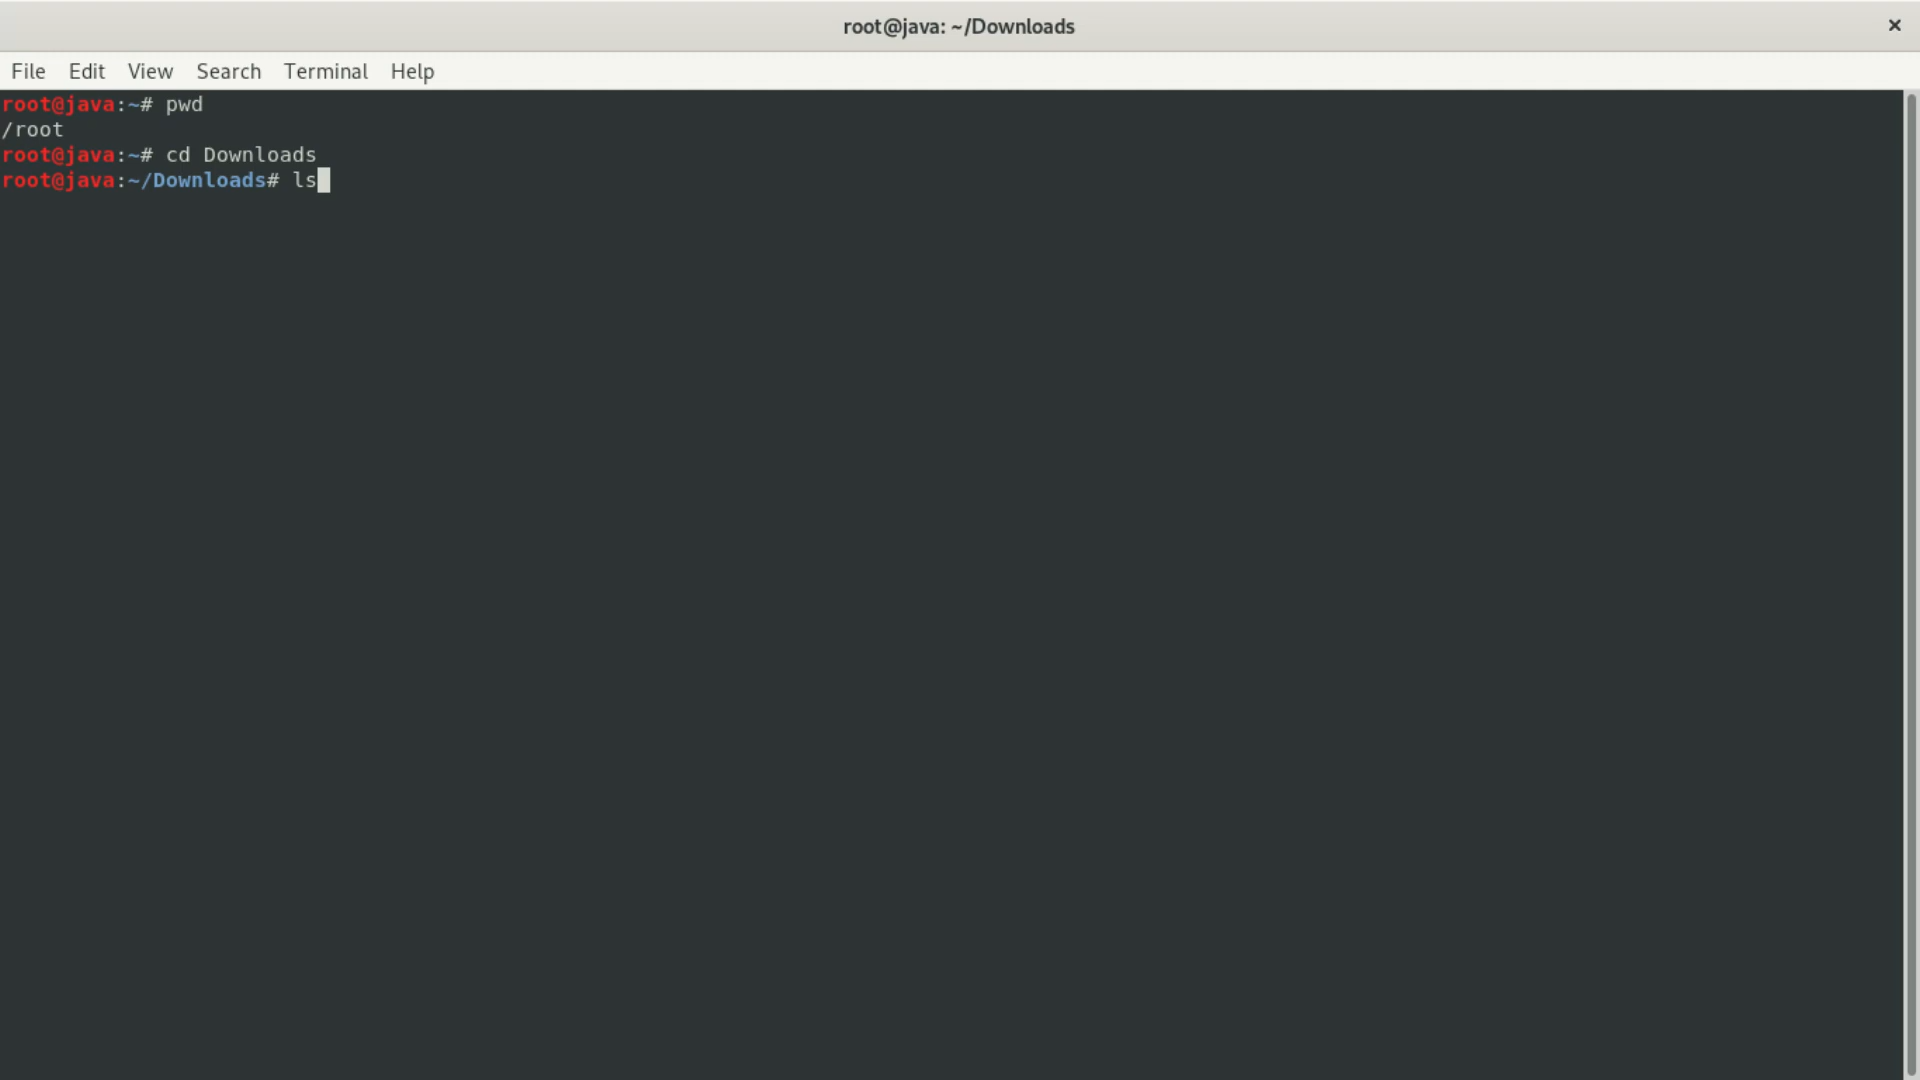 root@java: ~/Downloads
×
File Edit View Search Terminal Help
root@java:~# pwd
/root
root@java:~# cd Downloads
root@java:~/Downloads# ls